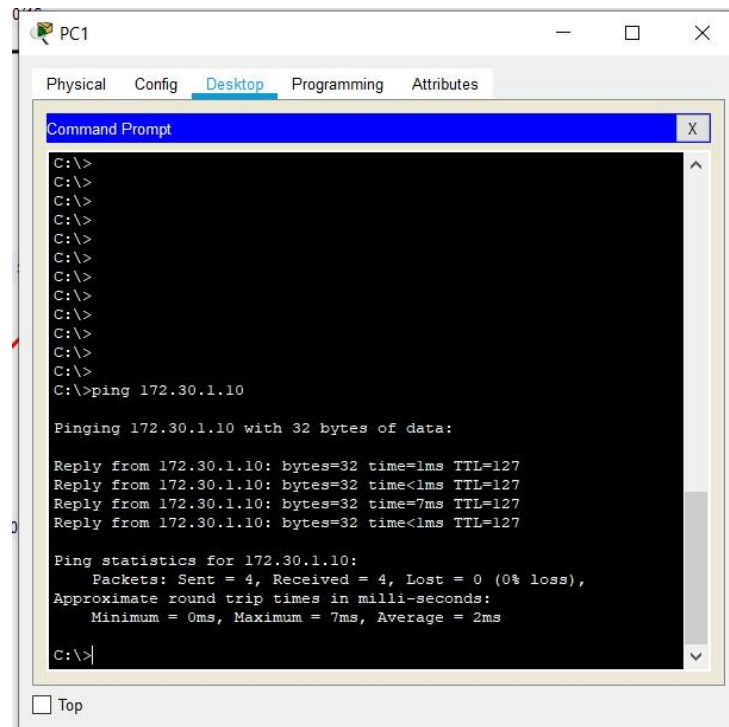 PC1
Physical Config Desktop Programming Attributes
Command Prompt
X
C:\>
C:\>
C:\>
C:\>
C:\>
C:\>
C:\>
C:\>
C:\>
C:\>
C:\>
C:\>
C:\>ping 172.30.1.10
Pinging 172.30.1.10 with 32 bytes of data:
Reply from 172.30.1.10: bytes=32 time=1ms TTL=127
Reply from 172.30.1.10: bytes=32 time<1ms TTL=127
Reply from 172.30.1.10: bytes=32 time=7ms TTL=127
Reply from 172.30.1.10: bytes=32 time<1ms TTL=127
Ping statistics for 172.30.1.10:
Packets: Sent = 4, Received = 4, Lost = 0 (0% loss),
Approximate round trip times in milli-seconds:
Minimum = 0ms, Maximum = 7ms, Average = 2ms
C:\>
Top